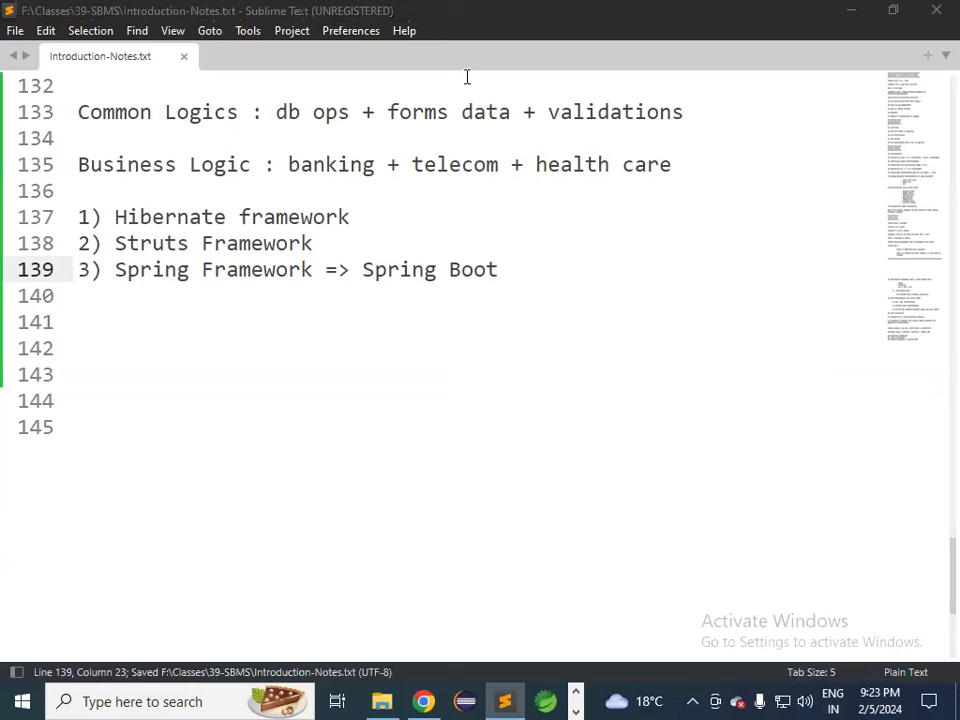 F:\Classes\39-SBMS\Introduction-Notes.txt - Sublime Text (UNREGISTERED)
File Edit Selection Find View Goto Tools Project Preferences Help
Introduction-Notes.txt
132
133 Common Logics : db ops + forms data + validations
134
135 Business Logic : banking + telecom + health care
136
137 1) Hibernate framework
138 2) Struts Framework
139 3) Spring Framework => Spring Boot
140
141
142
143
144
145
Activate Windows
Go to Settings to activate Windows.
Line 139, Column 23; Saved F:\Classes\39-SBMS\Introduction-Notes.txt (UTF-8) Tab Size: 5 Plain Text
Type here to search 18°C ENG IN 9:23 PM 2/5/2024